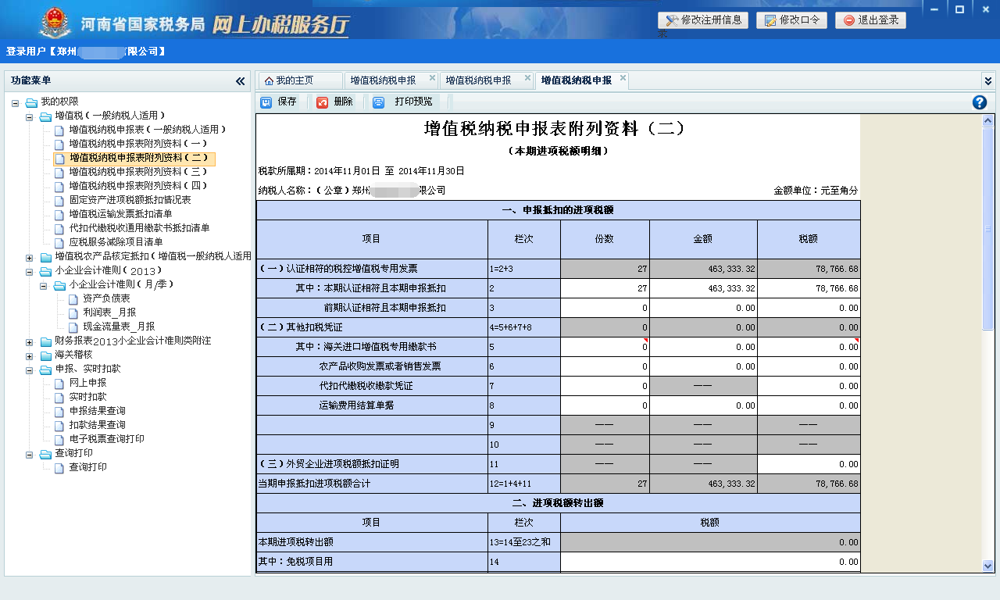 河南省国家税务局 网上办税服务厅
修改注册信息 修改口令 退出登录
登录用户【郑州 有限公司】
功能菜单
我的权限
增值税（一般纳税人适用）
增值税纳税申报表（一般纳税人适用）
增值税纳税申报表附列资料（一）
增值税纳税申报表附列资料（二）
增值税纳税申报表附列资料（三）
增值税纳税申报表附列资料（四）
固定资产进项税额抵扣情况表
增值税运输发票抵扣清单
代扣代缴税收通用缴款书抵扣清单
应税服务减除项目清单
增值税农产品核定抵扣（增值税一般纳税人适用
小企业会计准则（2013）
小企业会计准则（月/季）
资产负债表
利润表_月报
现金流量表_月报
财务报表2013小企业会计准则类附注
海关稽核
申报、实时扣款
网上申报
实时扣款
申报结果查询
扣款结果查询
电子税票查询打印
查询打印
查询打印
我的主页 增值税纳税申报 增值税纳税申报 增值税纳税申报
保存 删除 打印预览
增值税纳税申报表附列资料（二）
（本期进项税额明细）
税款所属期：2014年11月01日 至 2014年11月30日
纳税人名称：（公章）郑州 限公司 金额单位：元至角分
一、申报抵扣的进项税额
项目 栏次 份数 金额 税额
（一）认证相符的税控增值税专用发票 1=2+3 27 463,333.32 78,766.68
其中：本期认证相符且本期申报抵扣 2 27 463,333.32 78,766.68
前期认证相符且本期申报抵扣 3 0 0.00 0.00
（二）其他扣税凭证 4=5+6+7+8 0 0.00 0.00
其中：海关进口增值税专用缴款书 5 0 0.00 0.00
农产品收购发票或者销售发票 6 0 0.00 0.00
代扣代缴税收缴款凭证 7 0 —— 0.00
运输费用结算单据 8 0 0.00 0.00
9 —— —— ——
10 —— —— ——
（三）外贸企业进项税额抵扣证明 11 —— —— 0.00
当期申报抵扣进项税额合计 12=1+4+11 27 463,333.32 78,766.68
二、进项税额转出额
项目 栏次 税额
本期进项税转出额 13=14至23之和 0.00
其中：免税项目用 14 0.00